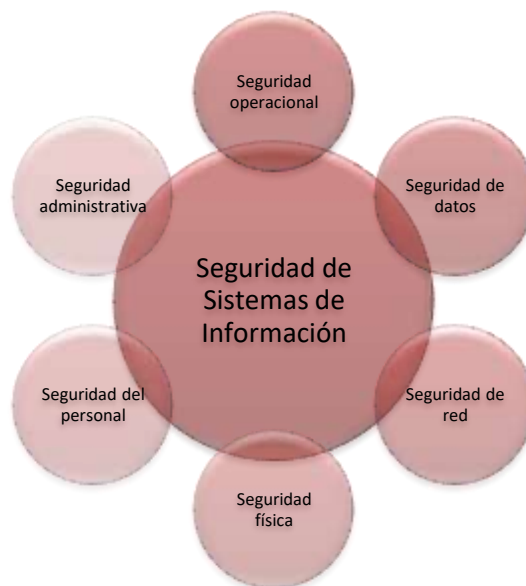 Seguridad
operacional
Seguridad
administrativa
Seguridad de
datos
Seguridad de
Sistemas de
Información
Seguridad del
personal
Seguridad de
red
Seguridad
física